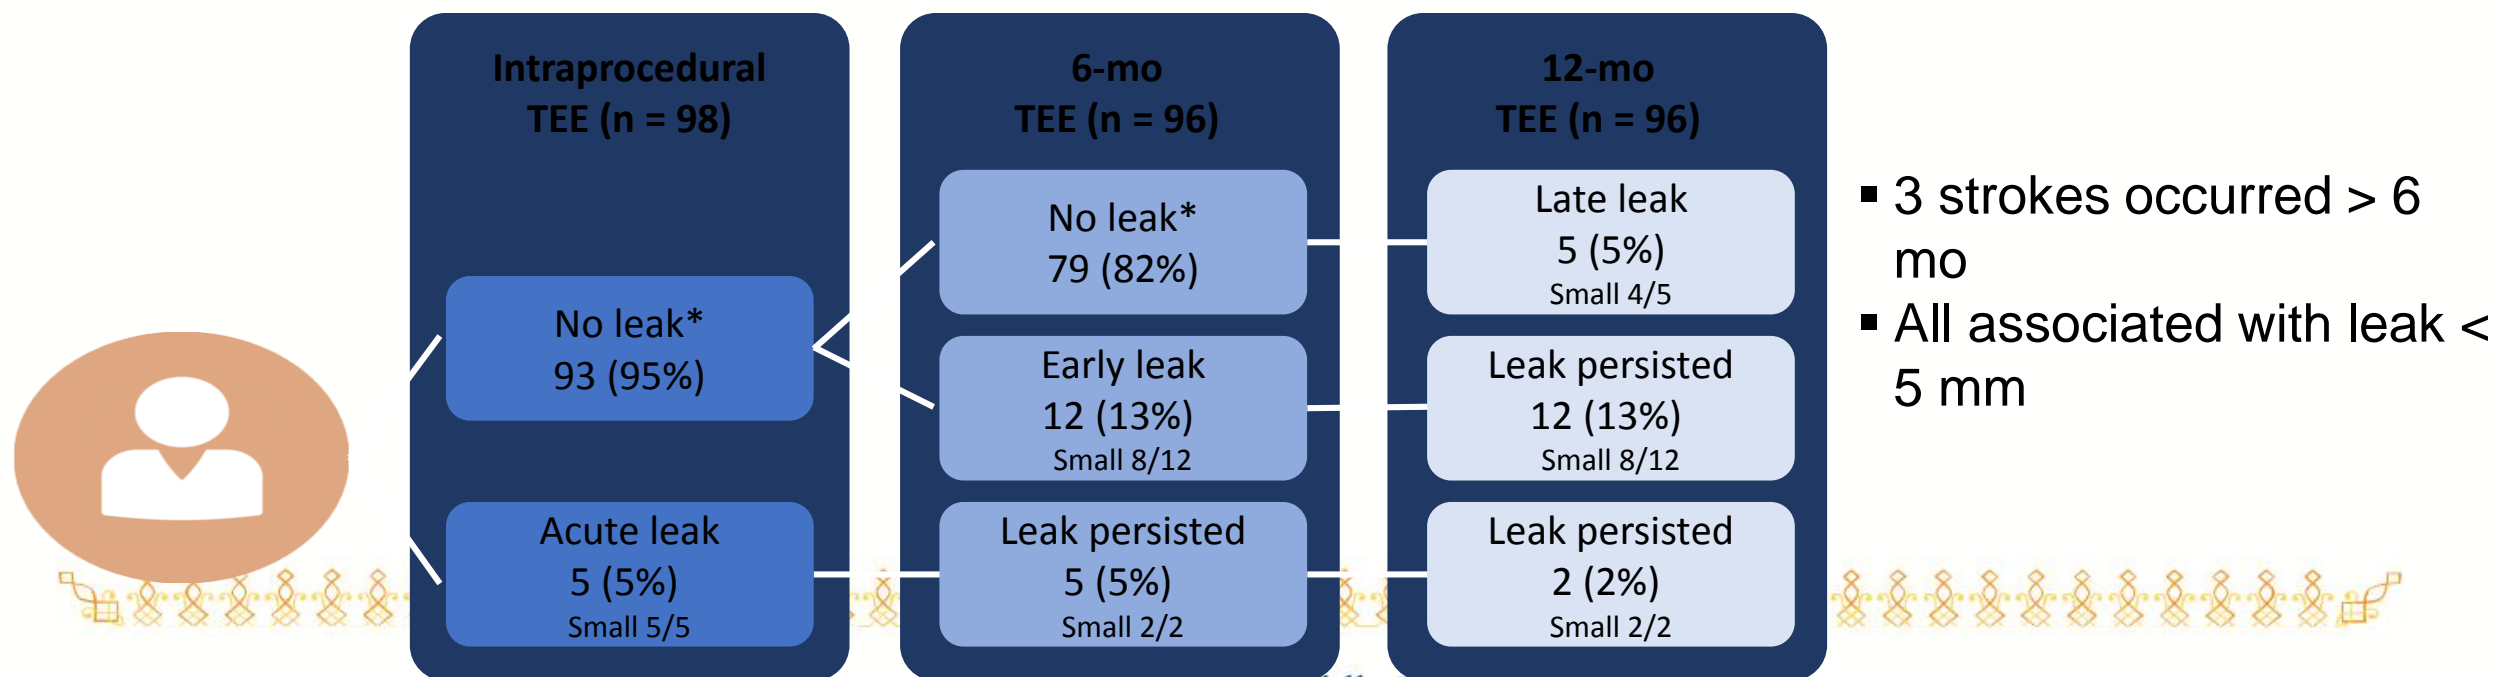 Intraprocedural
TEE (n = 98)
No leak*
93 (95%)
Acute leak
5 (5%)
Small 5/5
6-mo
TEE (n = 96)
No leak*
79 (82%)
Early leak
12 (13%)
Small 8/12
Leak persisted
5 (5%)
Small 2/2
12-mo
TEE (n = 96)
Late leak
5 (5%)
Small 4/5
Leak persisted
12 (13%)
Small 8/12
Leak persisted
2 (2%)
Small 2/2
▪ 3 strokes occurred > 6
mo
▪ All associated with leak <
5 mm